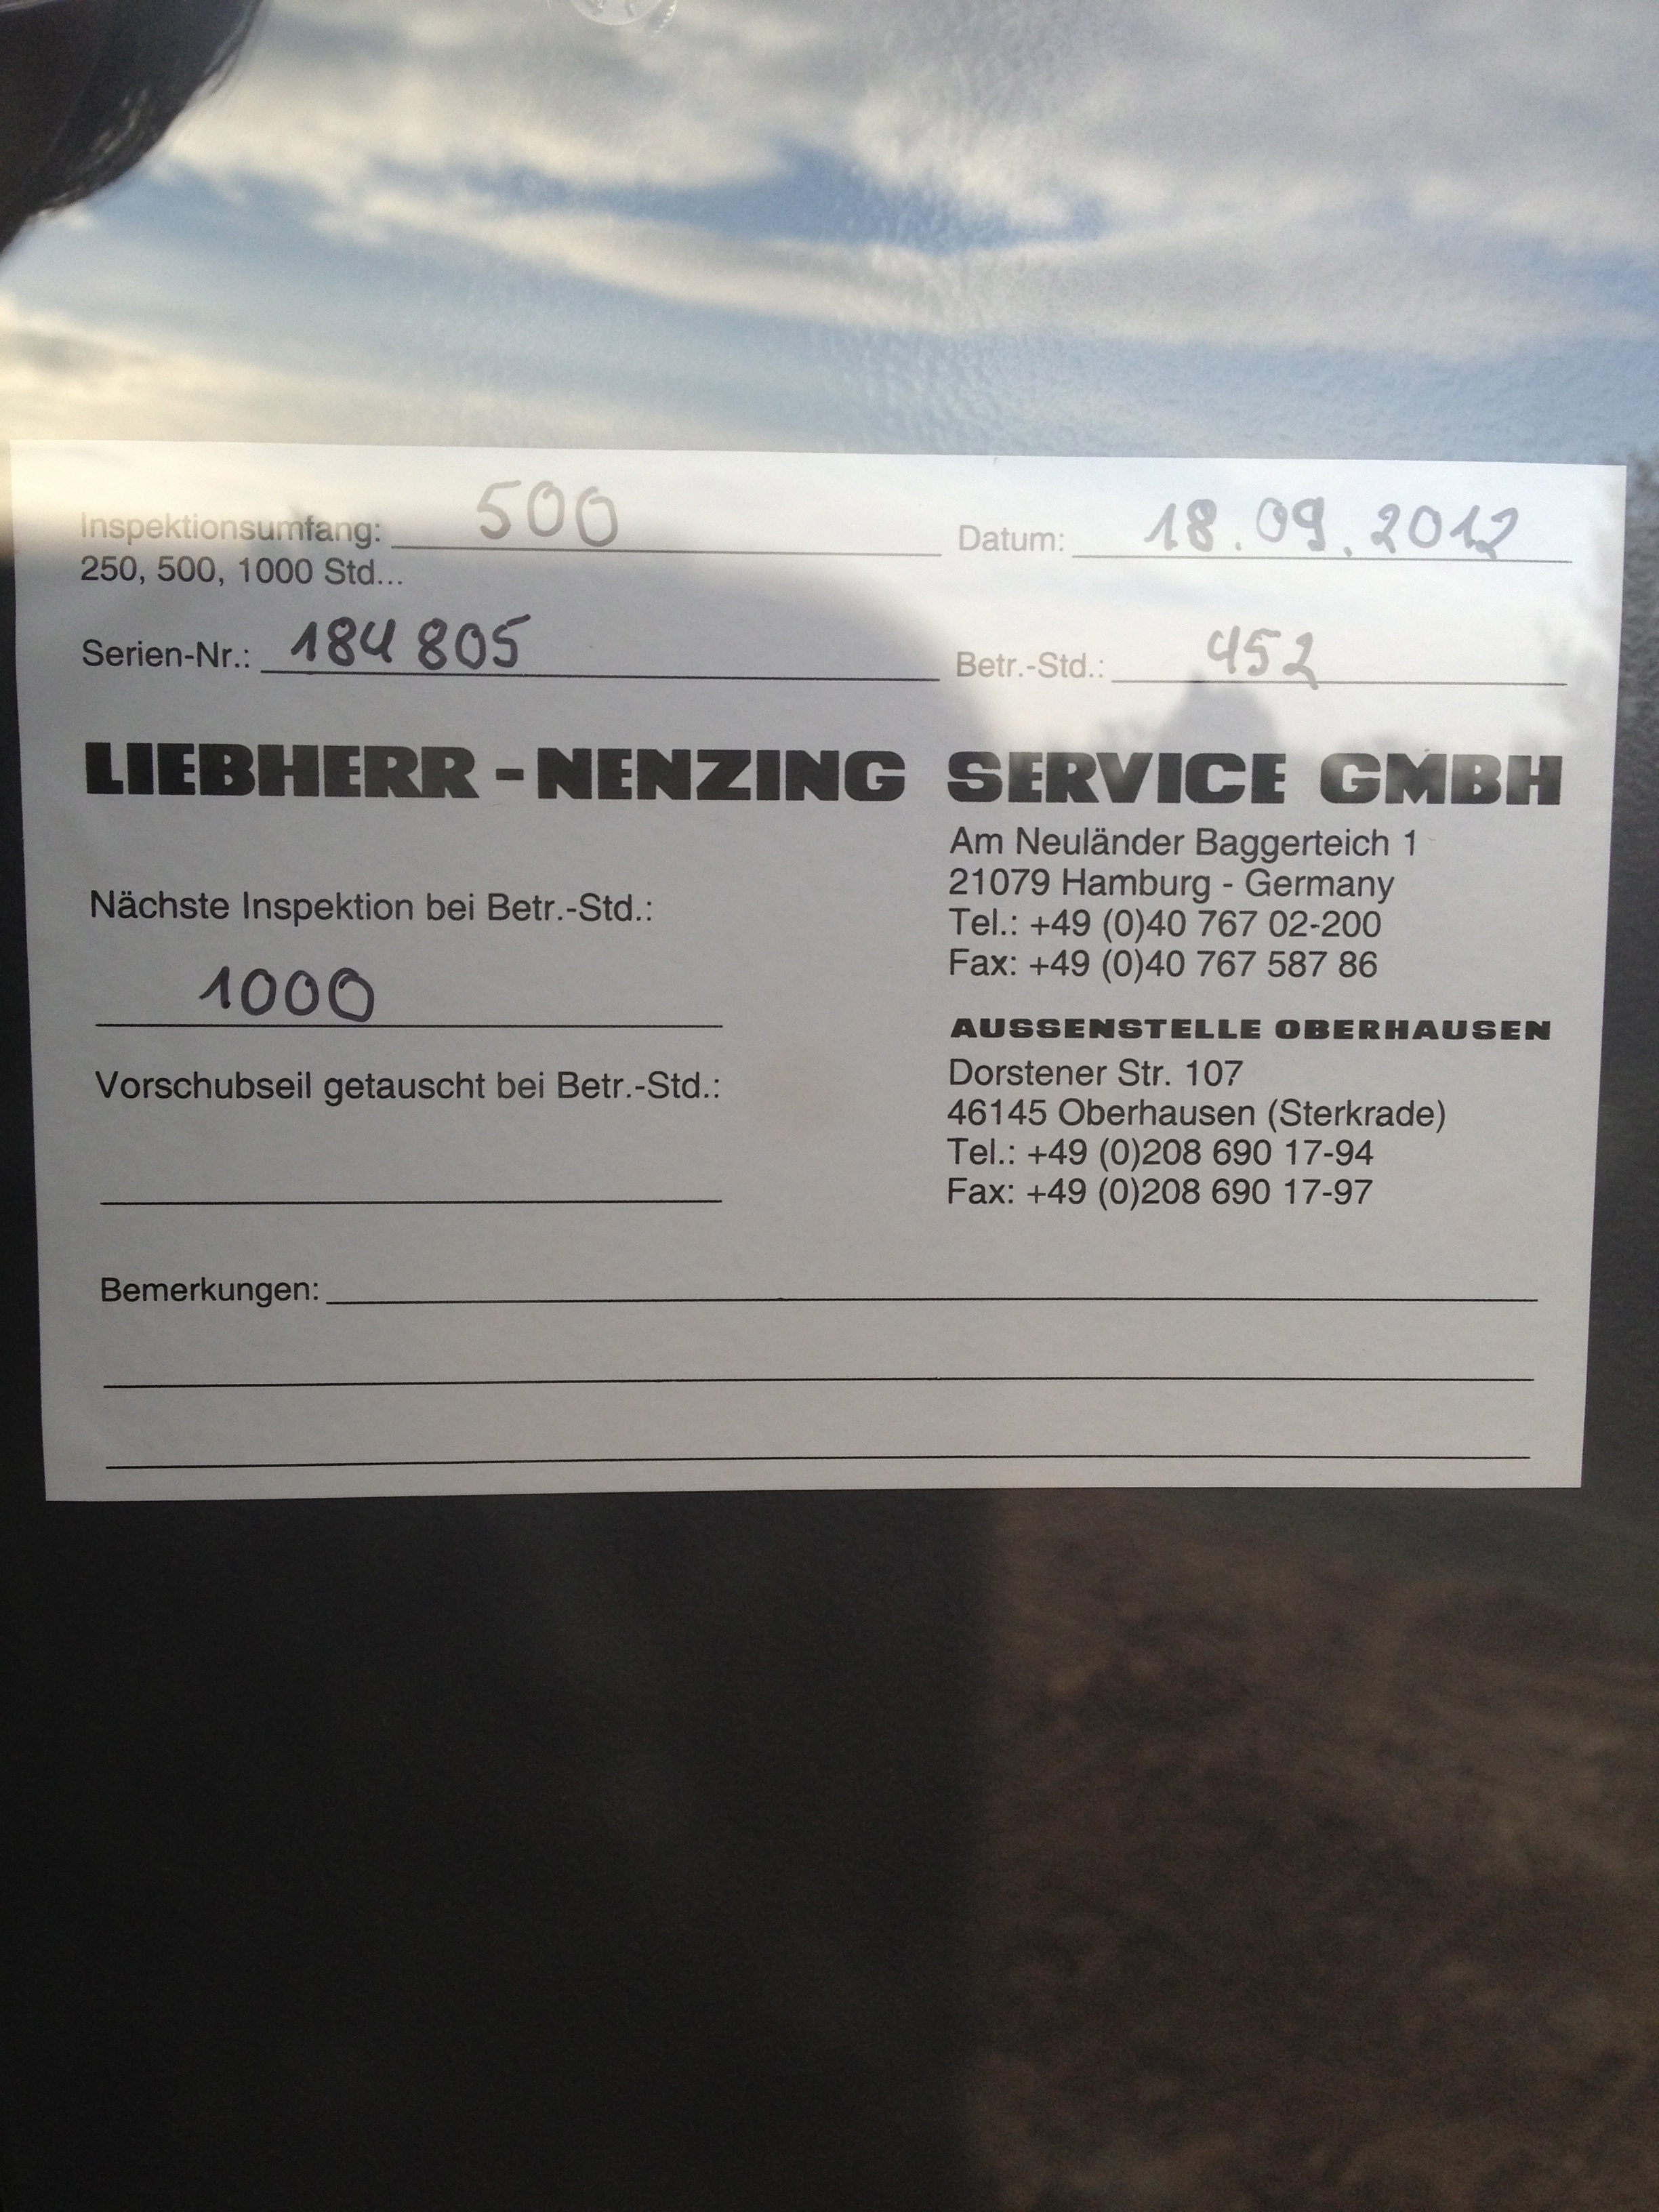 Inspektionsumfang: 500 Datum: 18.09.2012
250, 500, 1000 Std...
Serien-Nr.: 184 805 Betr.-Std.: 452
LIEBHERR - NENZING SERVICE GMBH
Am Neuländer Baggerteich 1
21079 Hamburg - Germany
Tel.: +49 (0)40 767 02-200
Fax: +49 (0)40 767 587 86
Nächste Inspektion bei Betr.-Std.:
1000
AUSSENSTELLE OBERHAUSEN
Dorstener Str. 107
46145 Oberhausen (Sterkrade)
Tel.: +49 (0)208 690 17-94
Fax: +49 (0)208 690 17-97
Vorschubseil getauscht bei Betr.-Std.:
Bemerkungen: